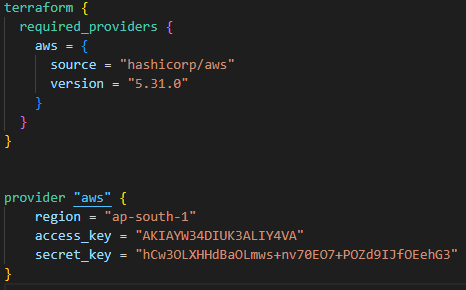 terraform {
  required_providers {
    aws = {
      source = "hashicorp/aws"
      version = "5.31.0"
    }
  }
}
provider "aws" {
    region = "ap-south-1"
    access_key = "AKIAYW34DIUK3ALIY4VA"
    secret_key = "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"
}